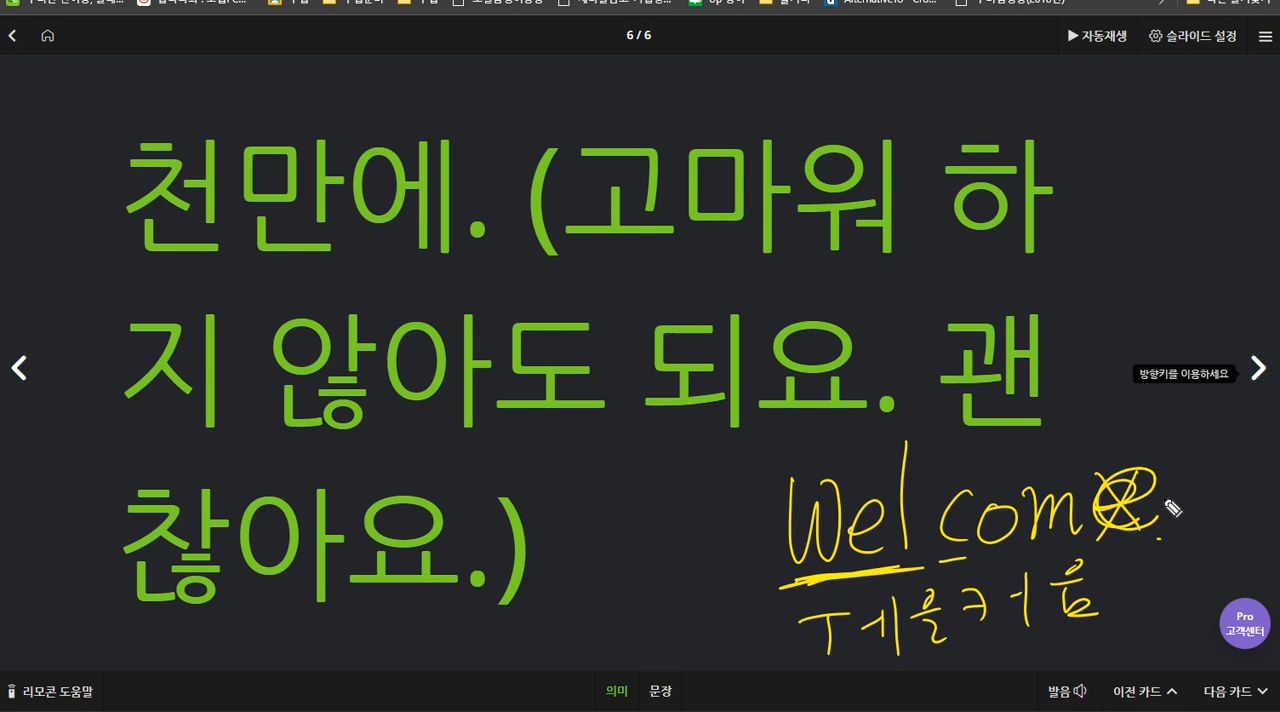 6 / 6
▶ 자동재생
슬라이드 설정
천만에. (고마워 하
지 않아도 되요. 괜
찮아요.)
방향키를 이용하세요
Welcome.
Pro
고객센터
리모콘 도움말
의미
문장
발음
이전 카드
다음 카드